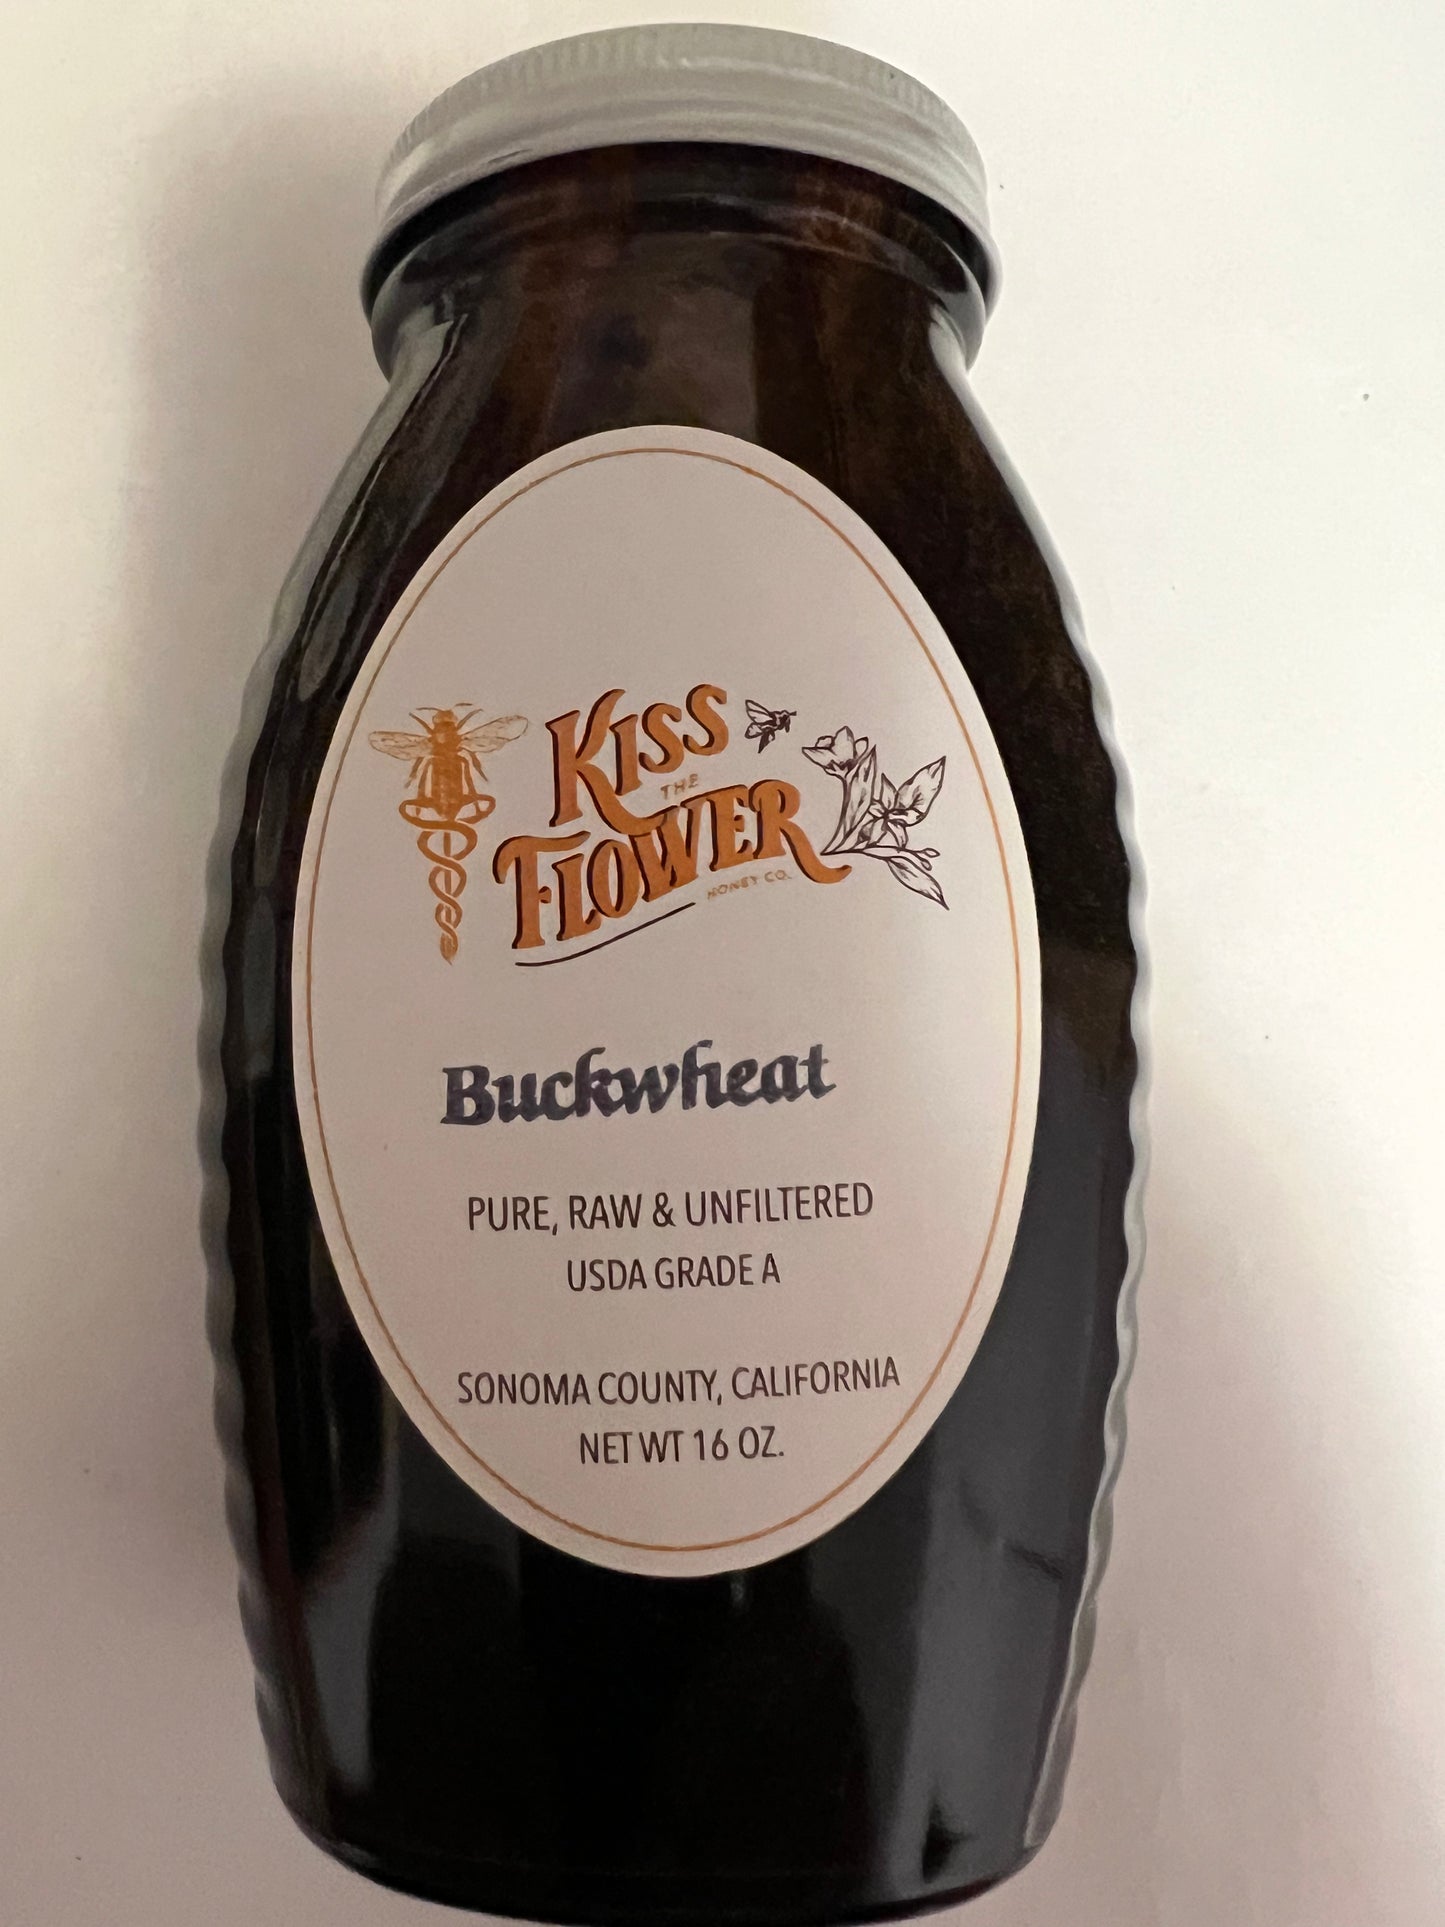 KISS
THE
FLOWER
HONEY CO.
Buckwheat
PURE, RAW & UNFILTERED
USDA GRADE A
SONOMA COUNTY, CALIFORNIA
NET WT 16 OZ.